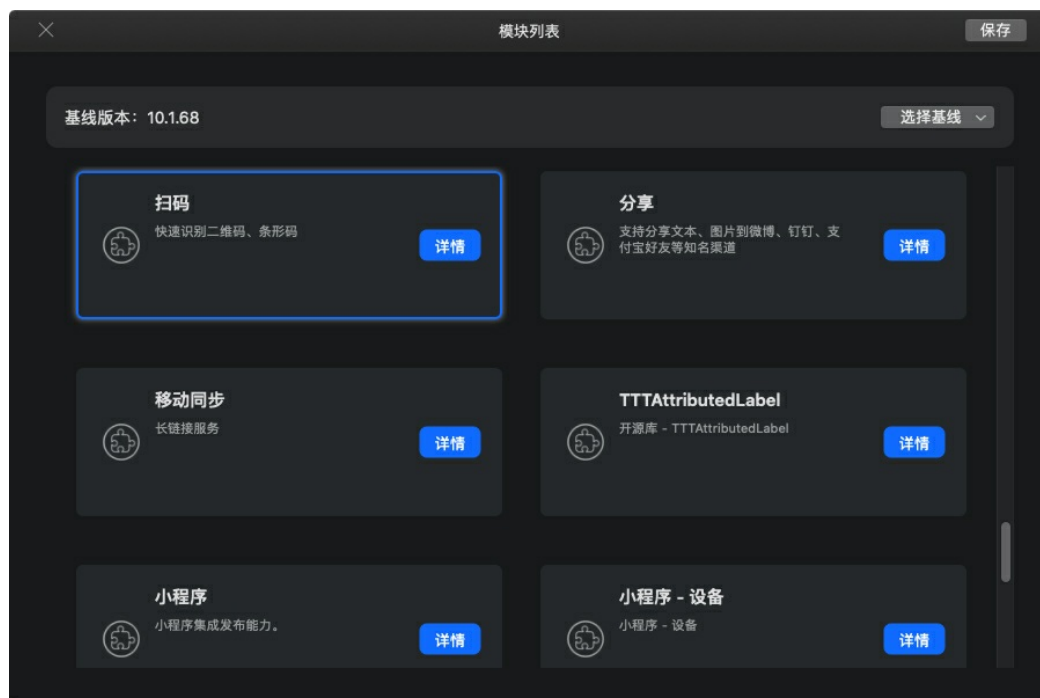 模块列表
保存
基线版本：10.1.68
选择基线
扫码
快速识别二维码、条形码
详情
分享
支持分享文本、图片到微博、钉钉、支
付宝好友等知名渠道
详情
移动同步
长链接服务
详情
TTTAttributedLabel
开源库 - TTTAttributedLabel
详情
小程序
小程序集成发布能力。
详情
小程序 - 设备
小程序 - 设备
详情